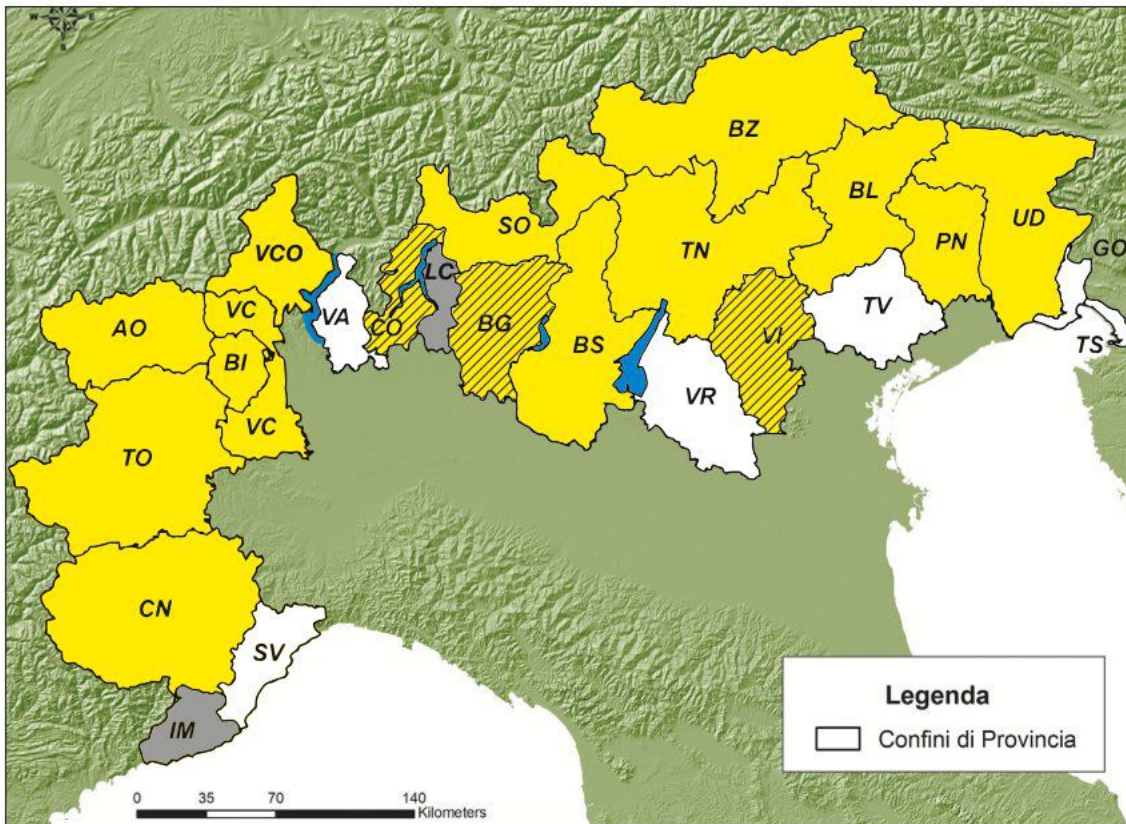 N
W E
S
BZ
BL
UD
SO
PN
TN
VCO
GO
LC
VC
VA
AO
TV
CO
BG
VI
BS
TS
BI
VR
VC
TO
CN
SV
IM
Legenda
Confini di Provincia
0 35 70 140
Kilometers